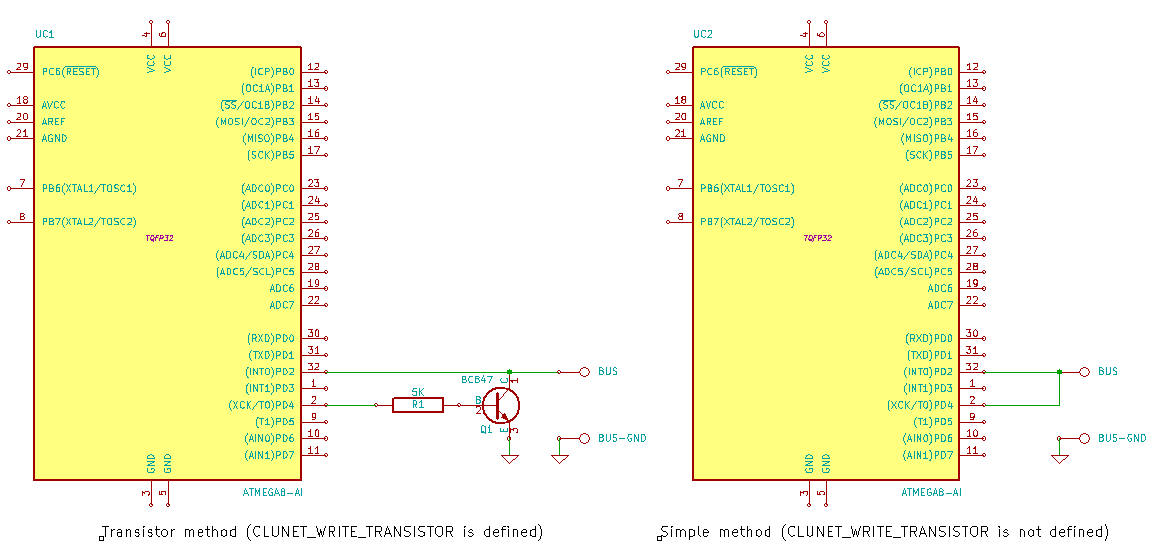 UC1
4 6
VCC VCC
29 PC6(RESET)
18 AVCC
20 AREF
21 AGND
7 PB6(XTAL1/TOSC1)
8 PB7(XTAL2/TOSC2)
TQFP32
(ICP)PB0 12
(OC1A)PB1 13
(SS/OC1B)PB2 14
(MOSI/OC2)PB3 15
(MISO)PB4 16
(SCK)PB5 17
(ADC0)PC0 23
(ADC1)PC1 24
(ADC2)PC2 25
(ADC3)PC3 26
(ADC4/SDA)PC4 27
(ADC5/SCL)PC5 28
ADC6 19
ADC7 22
(RXD)PD0 30
(TXD)PD1 31
(INT0)PD2 32
(INT1)PD3 1
(XCK/T0)PD4 2
(T1)PD5 9
(AIN0)PD6 10
(AIN1)PD7 11
GND GND
3 5
ATMEGA8-AI
5K
R1
BC847
C 1
B 2
E 3
Q1
BUS
BUS-GND
Transistor method (CLUNET_WRITE_TRANSISTOR is defined)
UC2
4 6
VCC VCC
29 PC6(RESET)
18 AVCC
20 AREF
21 AGND
7 PB6(XTAL1/TOSC1)
8 PB7(XTAL2/TOSC2)
TQFP32
(ICP)PB0 12
(OC1A)PB1 13
(SS/OC1B)PB2 14
(MOSI/OC2)PB3 15
(MISO)PB4 16
(SCK)PB5 17
(ADC0)PC0 23
(ADC1)PC1 24
(ADC2)PC2 25
(ADC3)PC3 26
(ADC4/SDA)PC4 27
(ADC5/SCL)PC5 28
ADC6 19
ADC7 22
(RXD)PD0 30
(TXD)PD1 31
(INT0)PD2 32
(INT1)PD3 1
(XCK/T0)PD4 2
(T1)PD5 9
(AIN0)PD6 10
(AIN1)PD7 11
GND GND
3 5
ATMEGA8-AI
BUS
BUS-GND
Simple method (CLUNET_WRITE_TRANSISTOR is not defined)